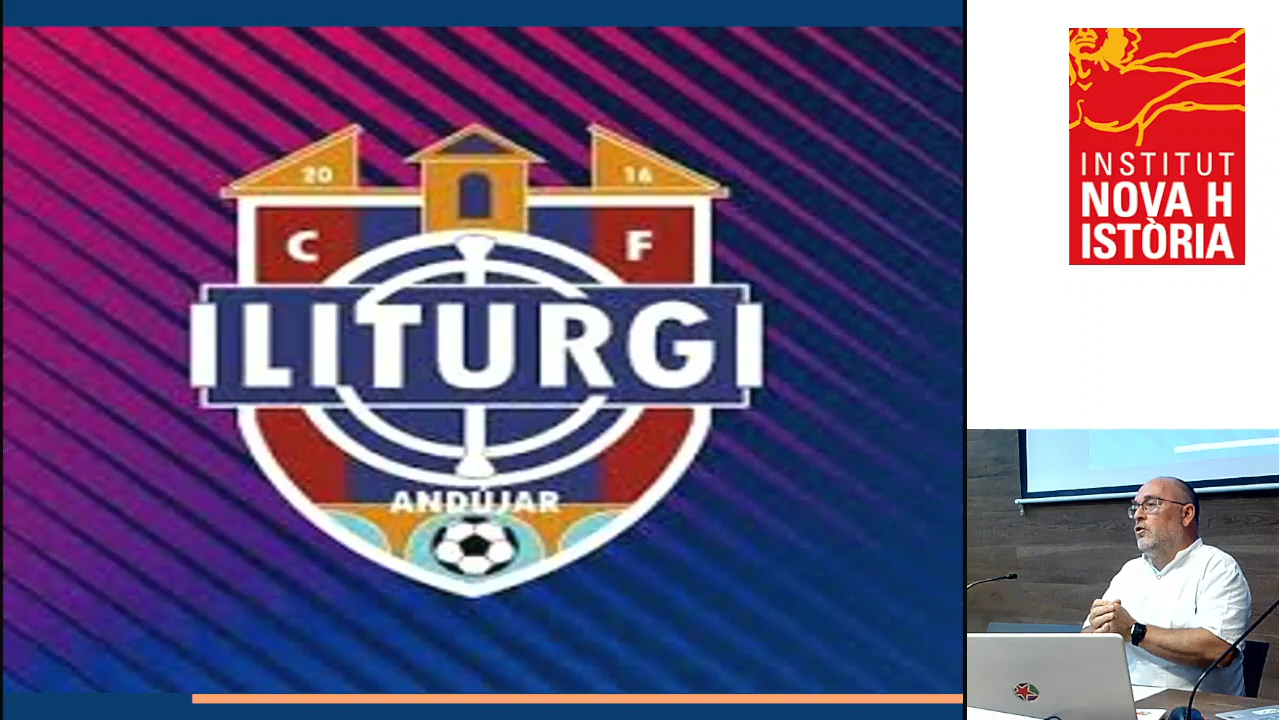 20
16
C
F
ILITURGI
ANDÚJAR
INSTITUT
NOVA H
ISTÒRIA